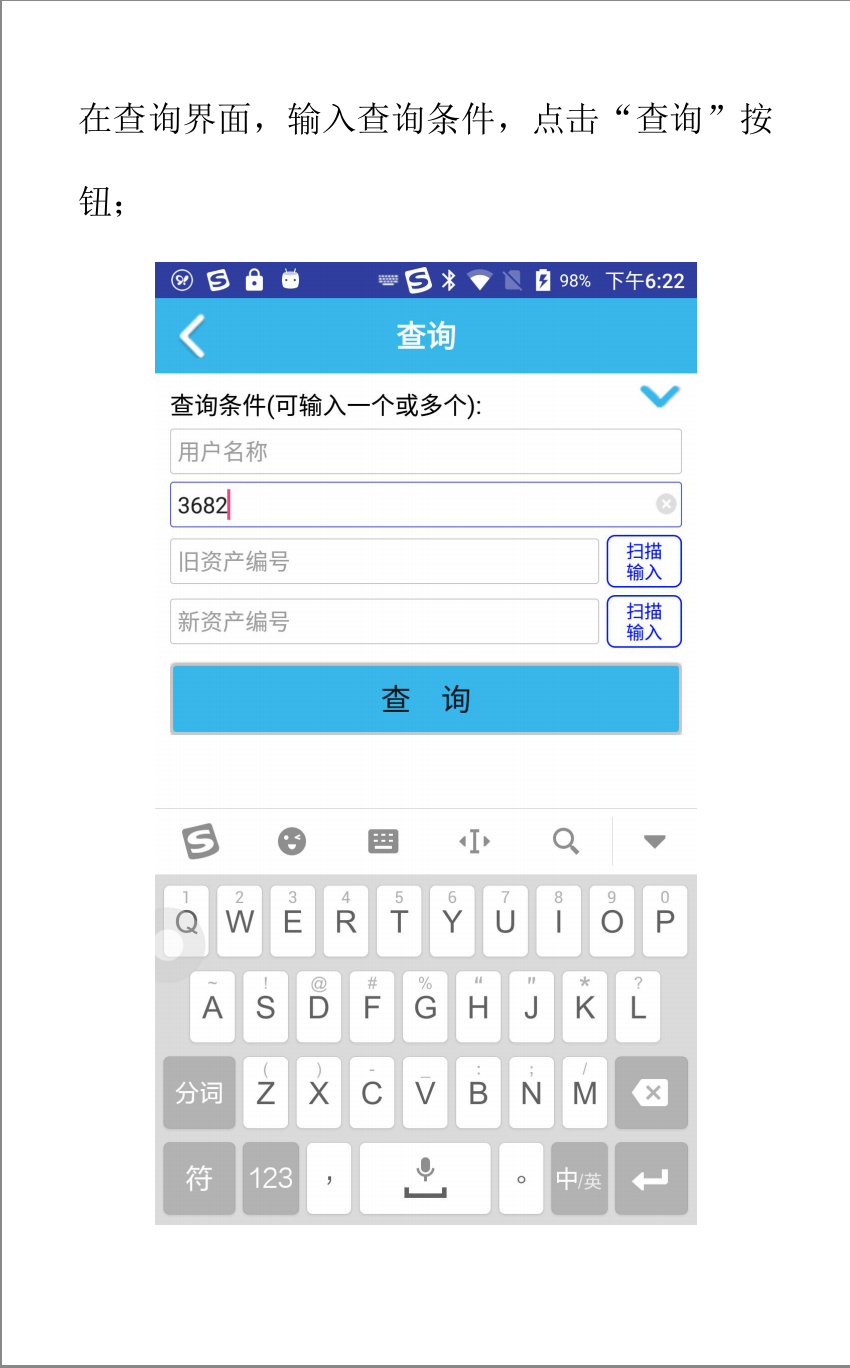 在查询界面，输入查询条件，点击“查询”按
钮；
98% 下午6:22
查询
查询条件(可输入一个或多个):
用户名称
3682
旧资产编号
扫描
输入
新资产编号
扫描
输入
查 询
1 2 3 4 5 6 7 8 9 0
Q W E R T Y U I O P
~ ! @ # % “ ” * ?
A S D F G H J K L
( ) - _ : ; /
分词 Z X C V B N M
符 123 ， 。 中/英